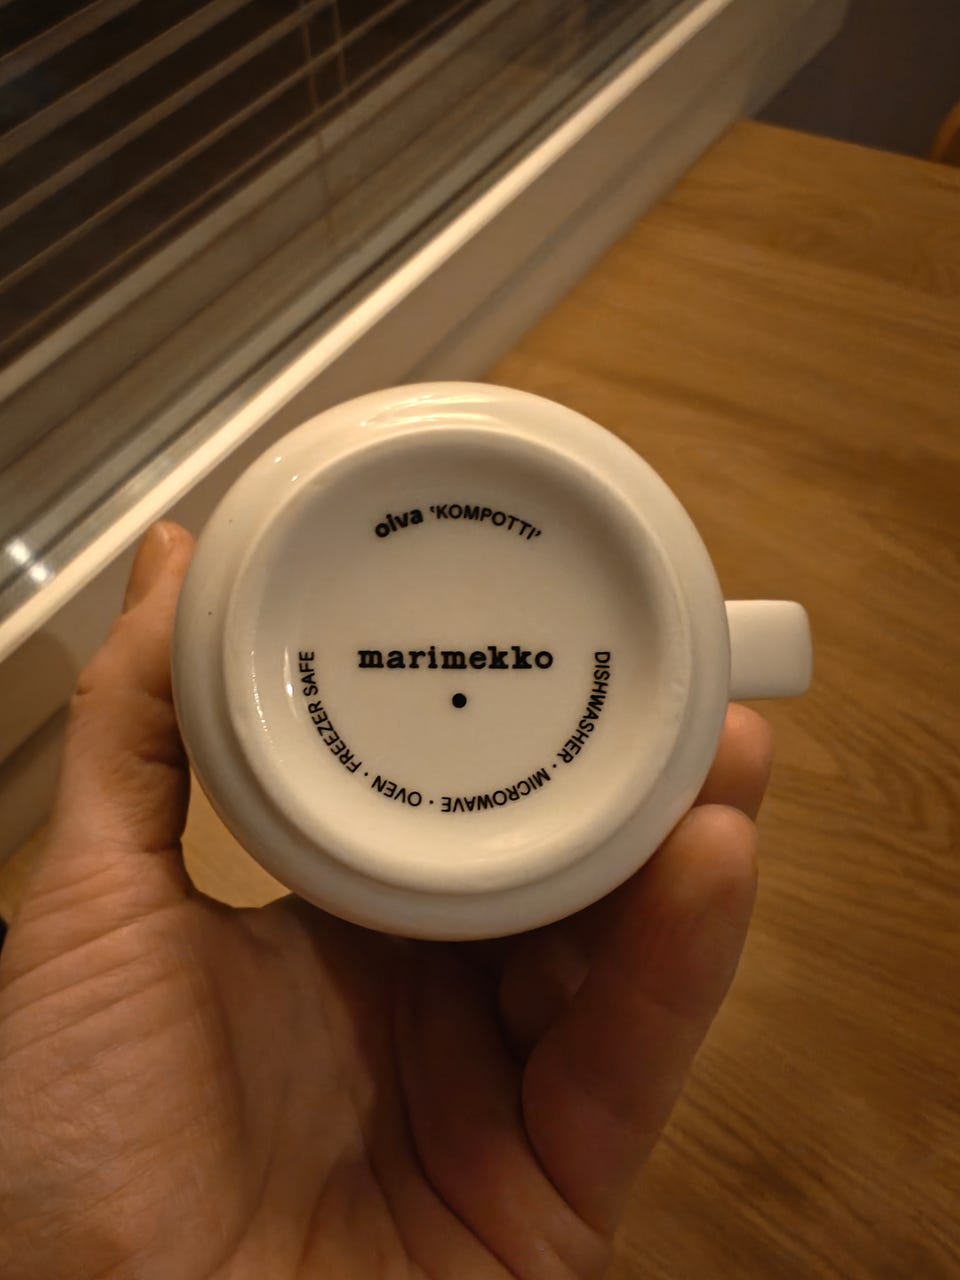 oiva 'KOMPOTTI'
marimekko
DISHWASHER · MICROWAVE · OVEN · FREEZER SAFE